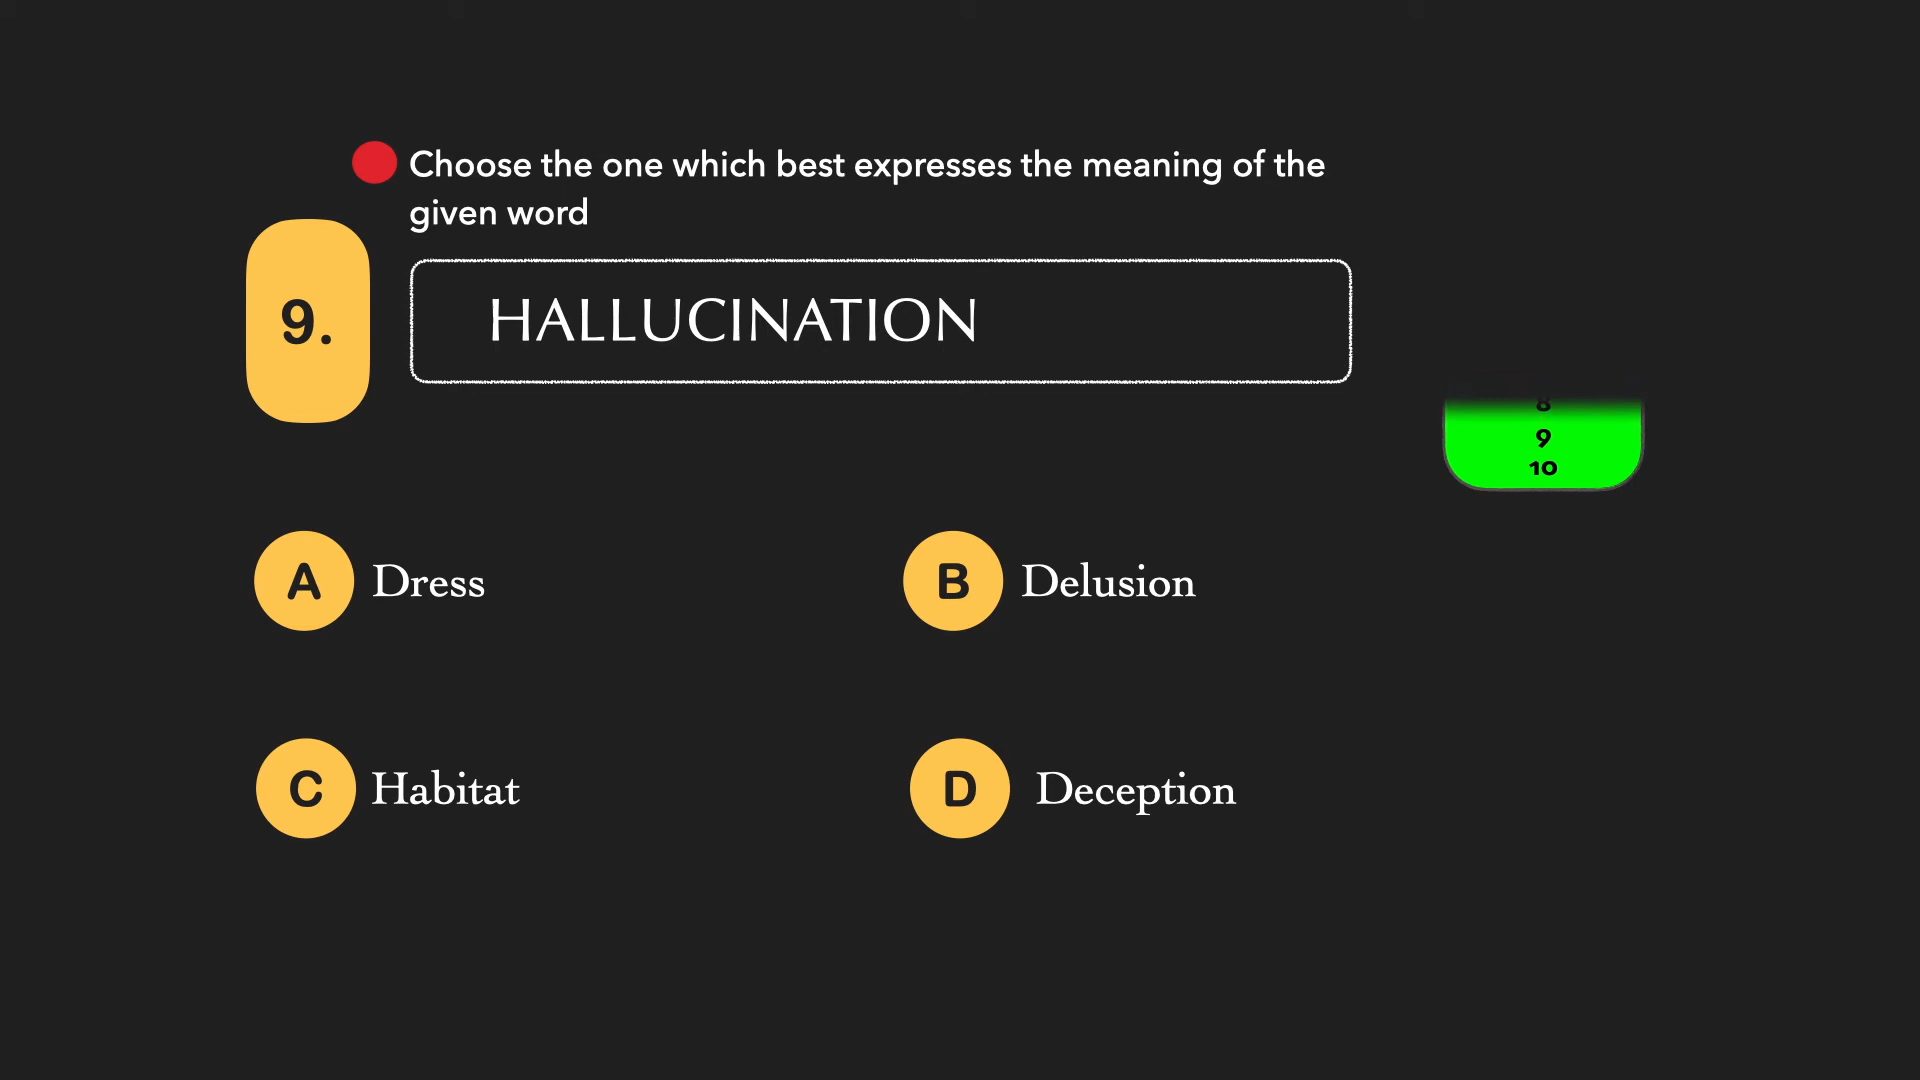 Choose the one which best expresses the meaning of the
given word
9.
HALLUCINATION
8
9
10
A Dress
B Delusion
C Habitat
D Deception